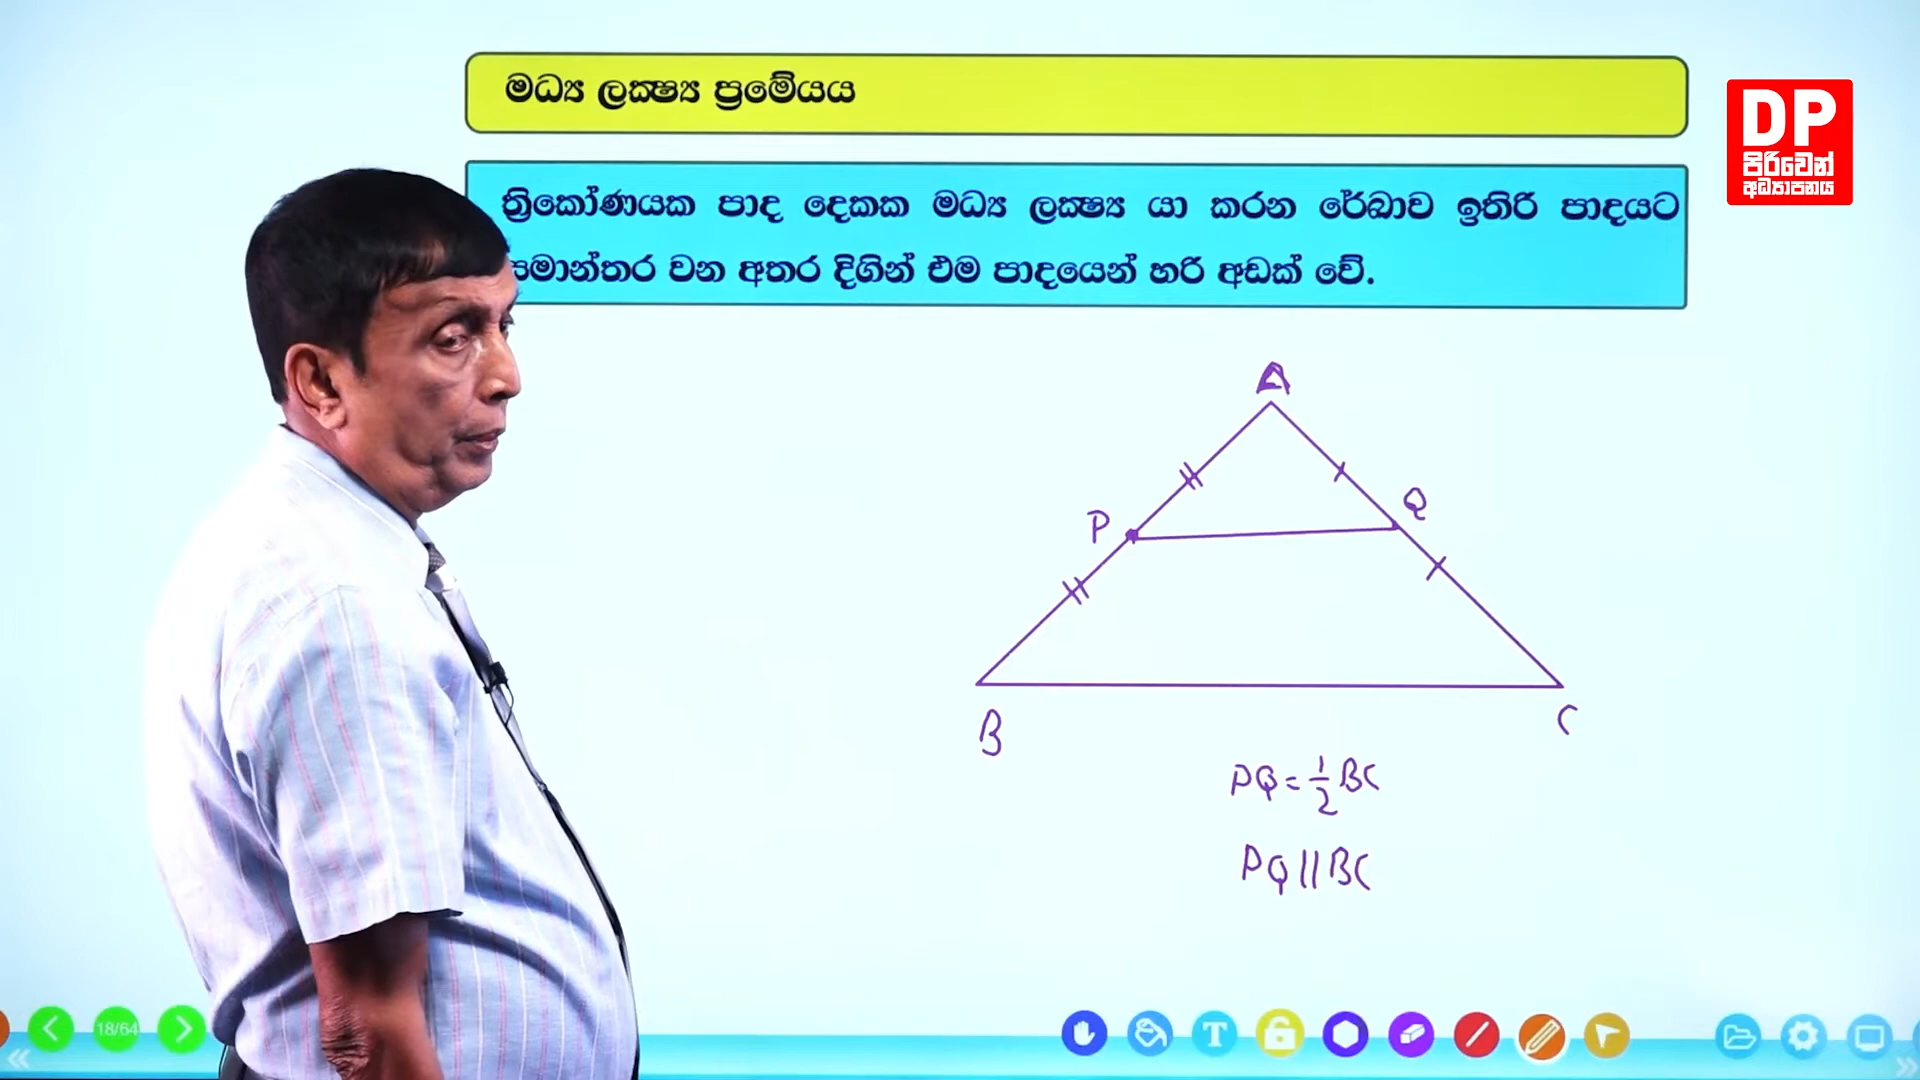 මධ්‍ය ලක්‍ෂ්‍ය ප්‍රමේයය
ත්‍රිකෝණයක පාද දෙකක මධ්‍ය ලක්‍ෂ්‍ය යා කරන රේඛාව ඉතිරි පාදයට
සමාන්තර වන අතර දිගින් එම පාදයෙන් හරි අඩක් වේ.
DP
පිරිවෙන්
අධ්‍යාපනය
A
P
Q
B
C
PQ = 1/2 BC
PQ || BC
18/64
T